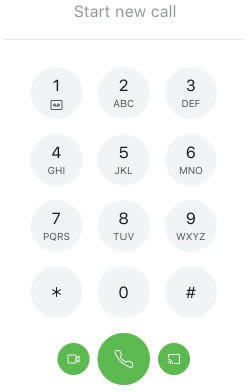 Start new call
1 2 3
ABC DEF
4 5 6
GHI JKL MNO
7 8 9
PQRS TUV WXYZ
* 0 #